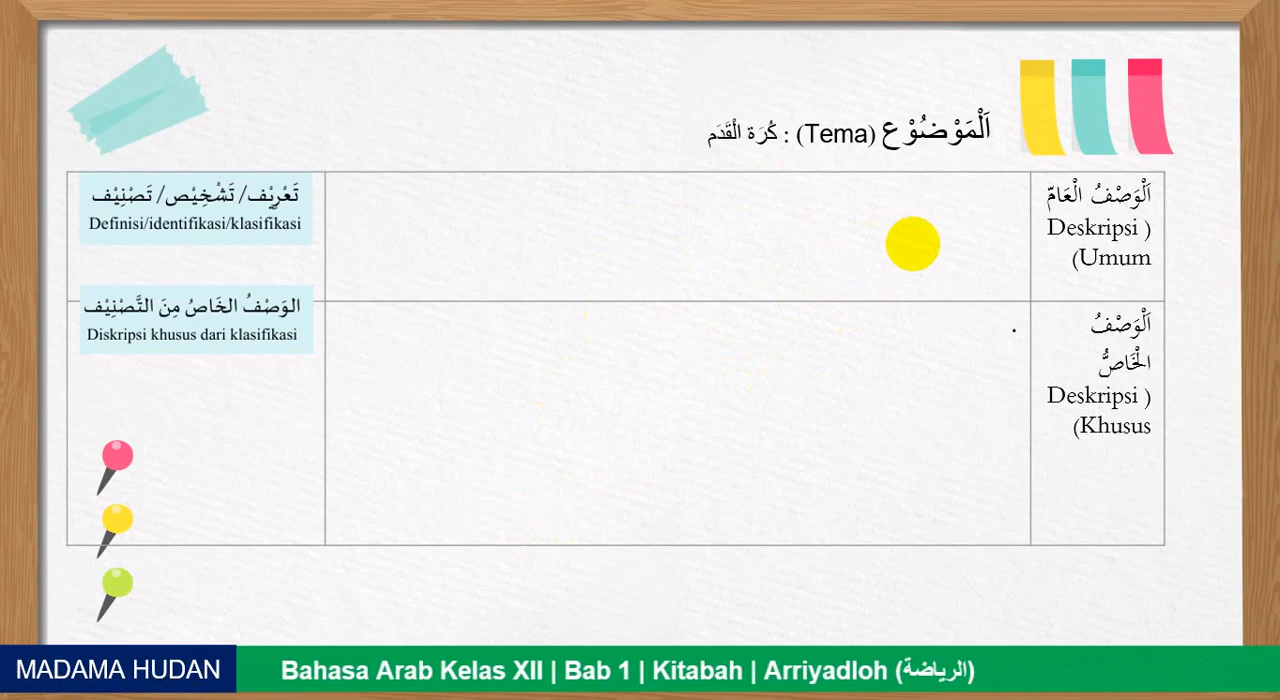 اَلْمَوْضُوْع (Tema) : كُرَة الْقَدَم
اَلْوَصْفُ الْعَامّ
Deskripsi )
(Umum
تَعْرِيْف/ تَشْخِيْص/ تَصْنِيْف
Definisi/identifikasi/klasifikasi
اَلْوَصْفُ
الْخَاصُّ
Deskripsi )
(Khusus
.
الوَصْفُ الخَاصُ مِنَ التَّصْنِيْف
Diskripsi khusus dari klasifikasi
MADAMA HUDAN
Bahasa Arab Kelas XII | Bab 1 | Kitabah | Arriyadloh (الرياضة)